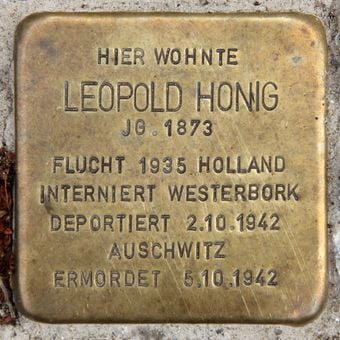 HIER WOHNTE
LEOPOLD HONIG
JG. 1873
FLUCHT 1935 HOLLAND
INTERNIERT WESTERBORK
DEPORTIERT 2.10.1942
AUSCHWITZ
ERMORDET 5.10.1942